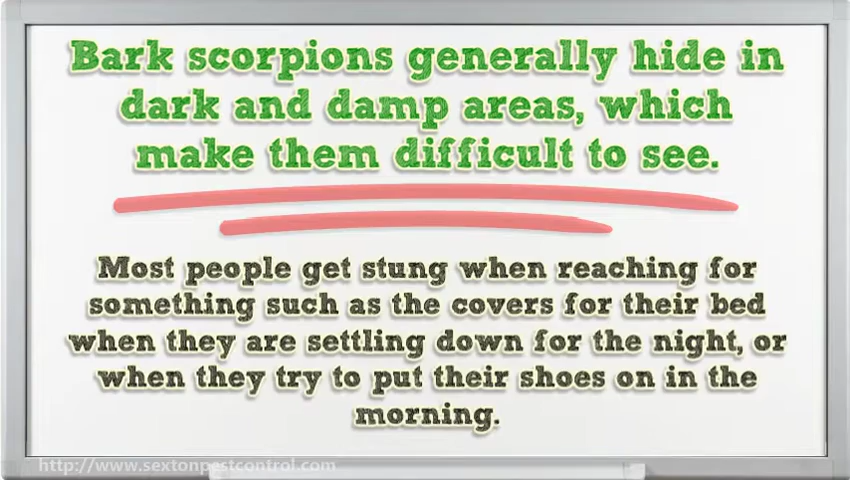 Bark scorpions generally hide in
dark and damp areas, which
make them difficult to see.
Most people get stung when reaching for
something such as the covers for their bed
when they are settling down for the night, or
when they try to put their shoes on in the
morning.
http://www.sextonpestcontrol.com